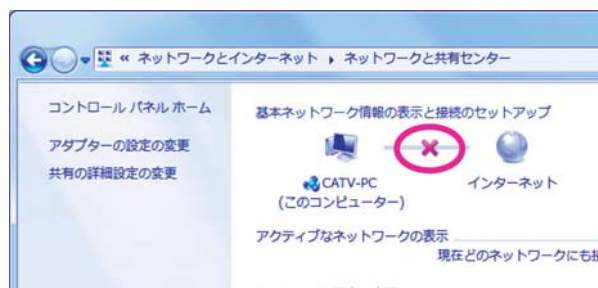 « ネットワークとインターネット ▸ ネットワークと共有センター
コントロール パネル ホーム
アダプターの設定の変更
共有の詳細設定の変更
基本ネットワーク情報の表示と接続のセットアップ
CATV-PC
(このコンピューター)
インターネット
アクティブなネットワークの表示
現在どのネットワークにも